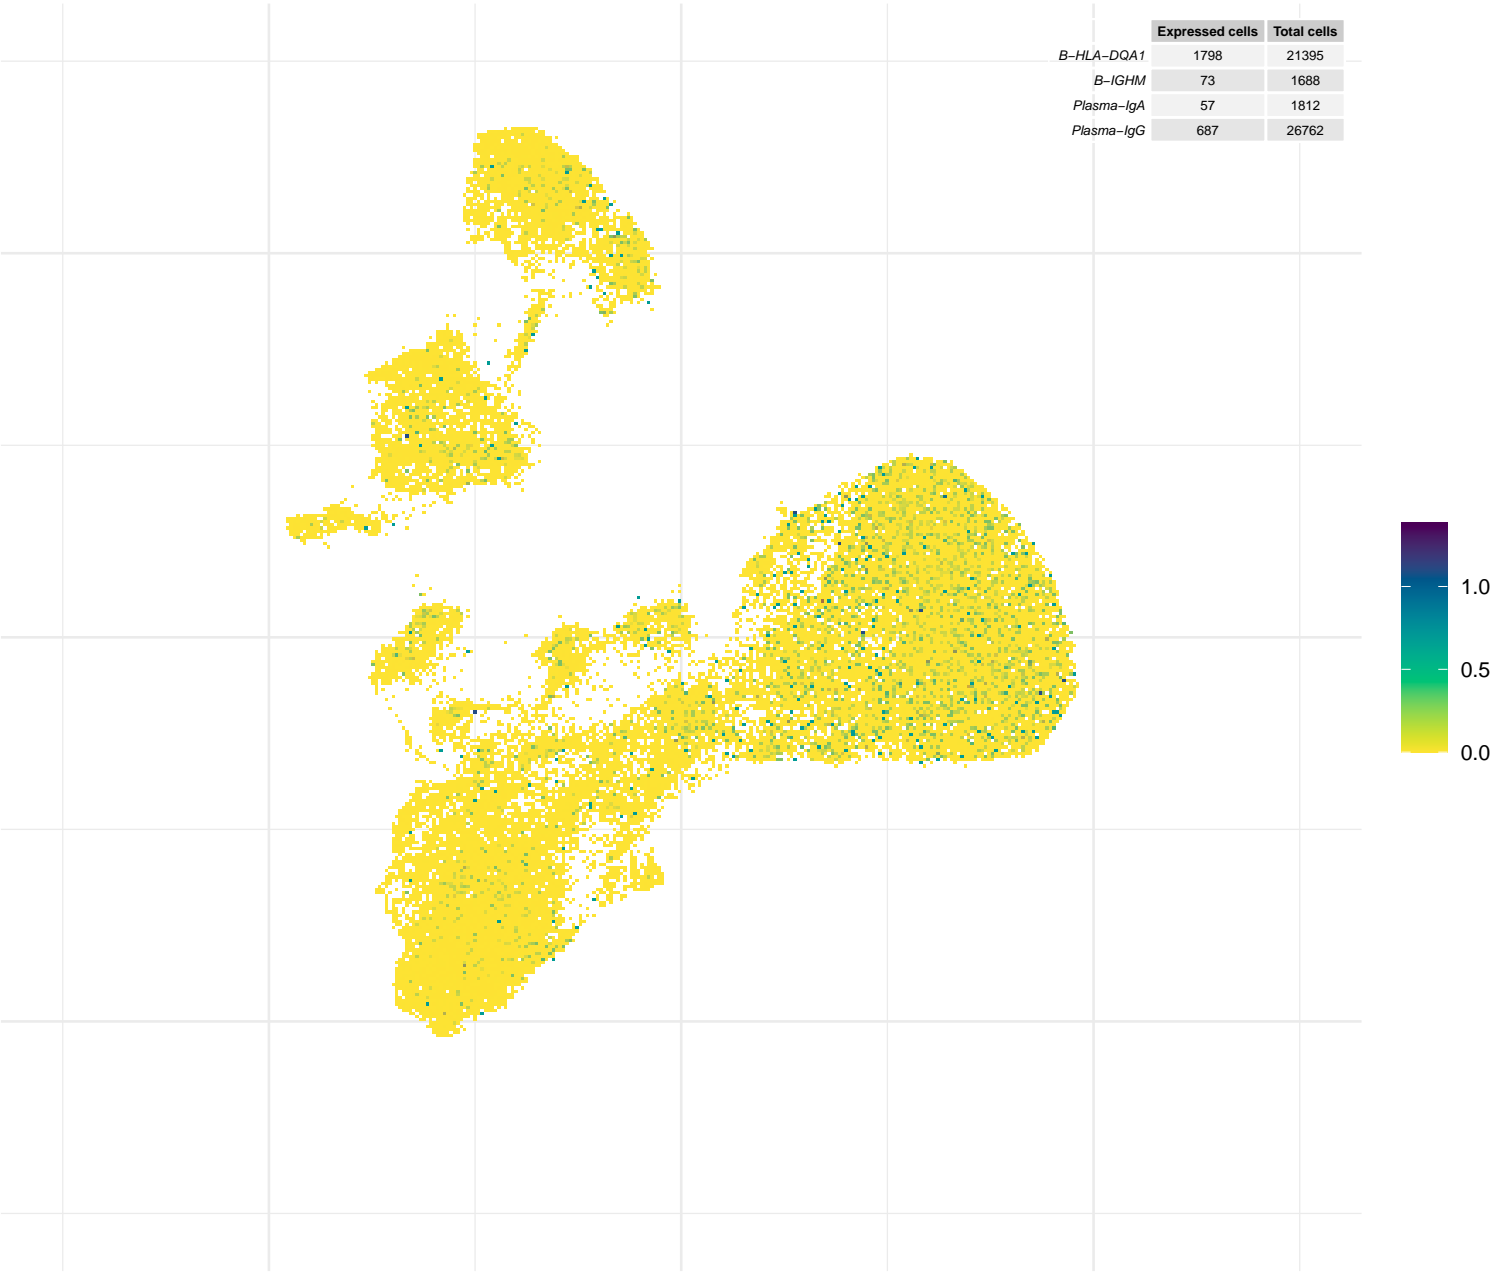 Expressed cells Total cells
B−HLA−DQA1 1798 21395
B−IGHM 73 1688
Plasma−IgA 57 1812
Plasma−IgG 687 26762
1.0
0.5
0.0